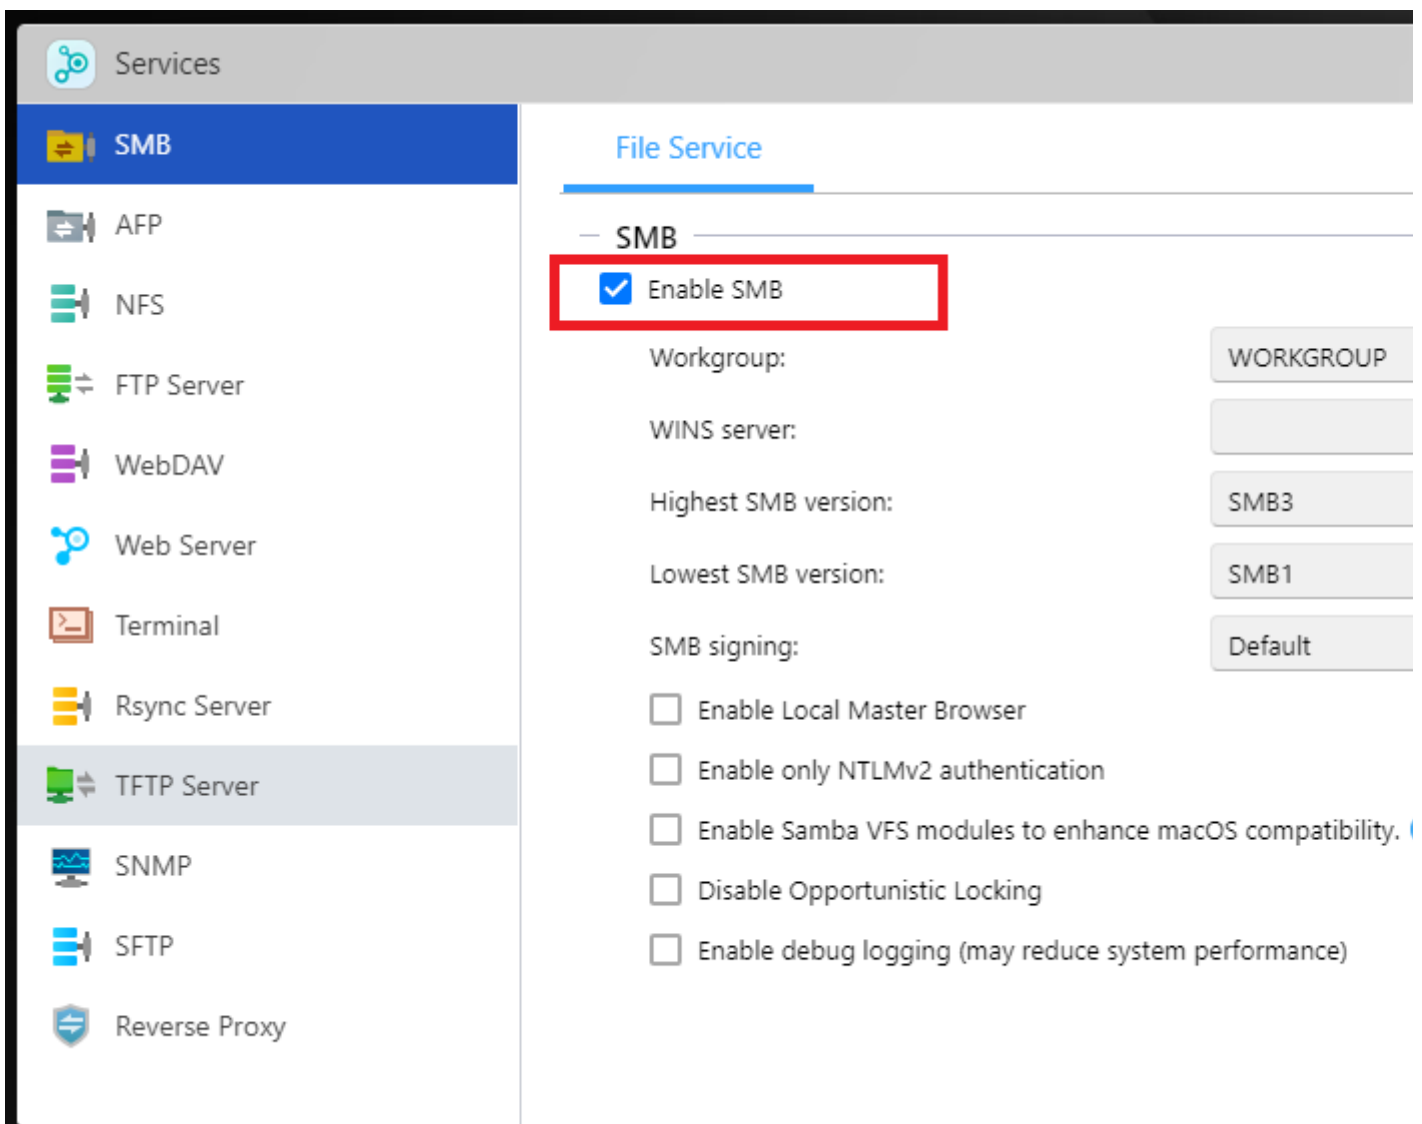 Services
SMB
AFP
NFS
FTP Server
WebDAV
Web Server
Terminal
Rsync Server
TFTP Server
SNMP
SFTP
Reverse Proxy
File Service
SMB
Enable SMB
Workgroup: WORKGROUP
WINS server:
Highest SMB version: SMB3
Lowest SMB version: SMB1
SMB signing: Default
Enable Local Master Browser
Enable only NTLMv2 authentication
Enable Samba VFS modules to enhance macOS compatibility.
Disable Opportunistic Locking
Enable debug logging (may reduce system performance)